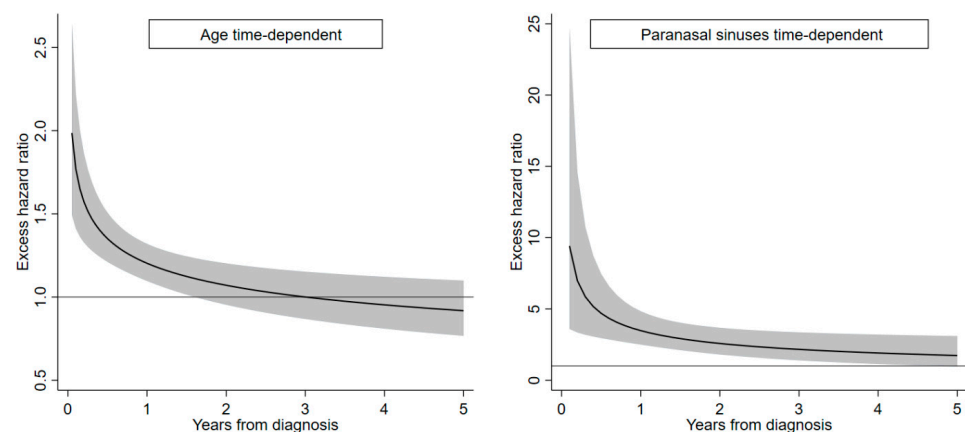 Age time-dependent
Excess hazard ratio
2.5
2.0
1.5
1.0
0.5
0 1 2 3 4 5
Years from diagnosis
Paranasal sinuses time-dependent
Excess hazard ratio
25
20
15
10
5
0
0 1 2 3 4 5
Years from diagnosis